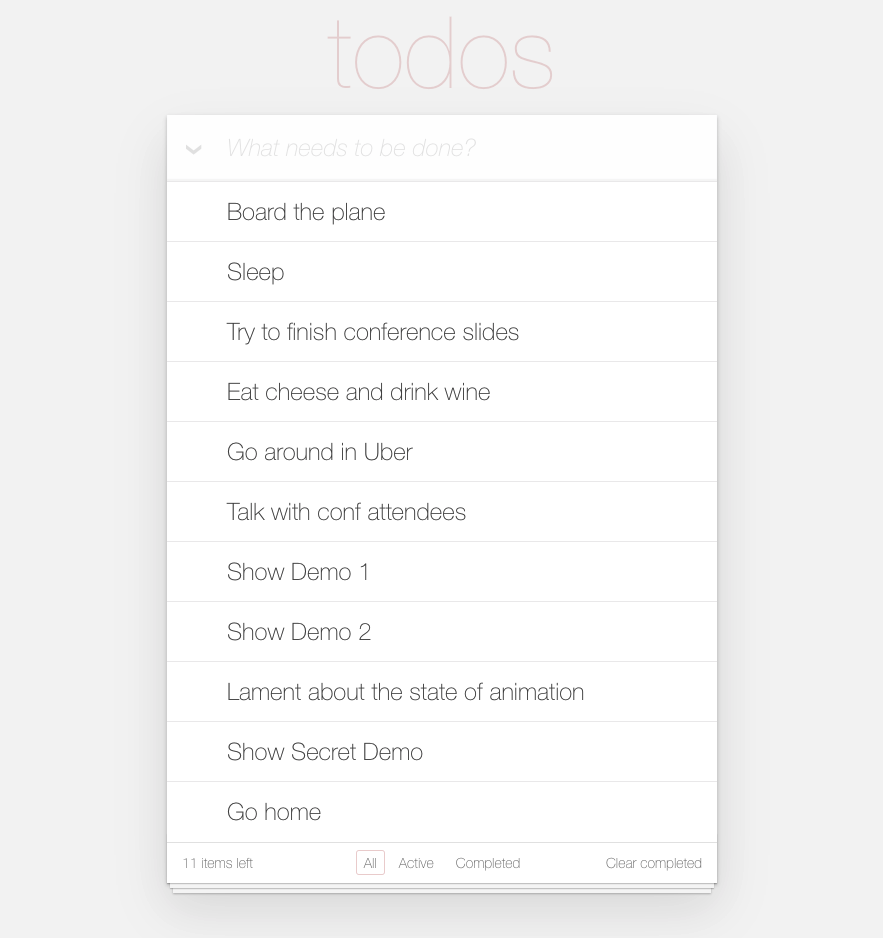 todos
What needs to be done?
Board the plane
Sleep
Try to finish conference slides
Eat cheese and drink wine
Go around in Uber
Talk with conf attendees
Show Demo 1
Show Demo 2
Lament about the state of animation
Show Secret Demo
Go home
11 items left All Active Completed Clear completed